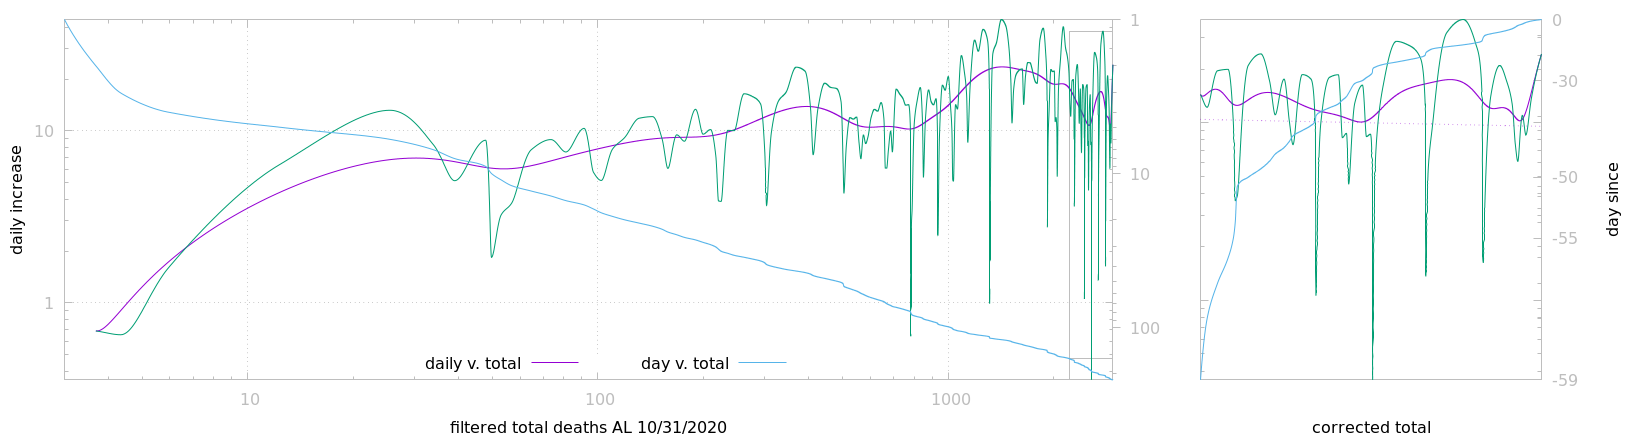 daily increase
10
1
daily v. total
day v. total
10
100
1000
filtered total deaths AL 10/31/2020
1
10
100
0
-30
-50
-55
-59
day since
corrected total